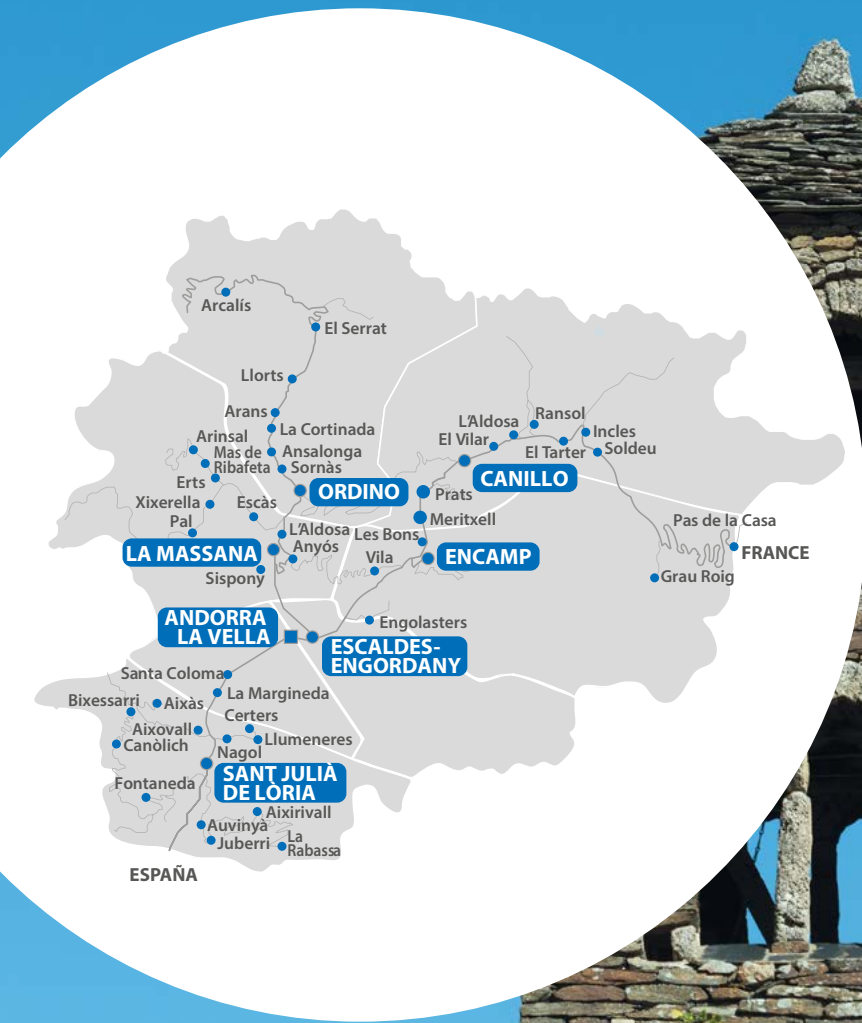 Arcalís
El Serrat
Llorts
Arans
La Cortinada
Ansalonga
Sornàs
ORDINO
Arinsal
Mas de
Ribafeta
Erts
Xixerella
Pal
Escàs
L'Aldosa
Anyós
LA MASSANA
Sispony
L'Aldosa
El Vilar
Ransol
El Tarter
Incles
Soldeu
CANILLO
Prats
Meritxell
Les Bons
Vila
ENCAMP
Pas de la Casa
FRANCE
Grau Roig
Engolasters
ANDORRA
LA VELLA
ESCALDES-
ENGORDANY
Santa Coloma
La Margineda
Bixessarri
Aixàs
Certers
Aixovall
Llumeneres
Canòlich
Nagol
SANT JULIÀ
DE LÒRIA
Fontaneda
Aixirivall
Auvinyà
Juberri
La
Rabassa
ESPAÑA